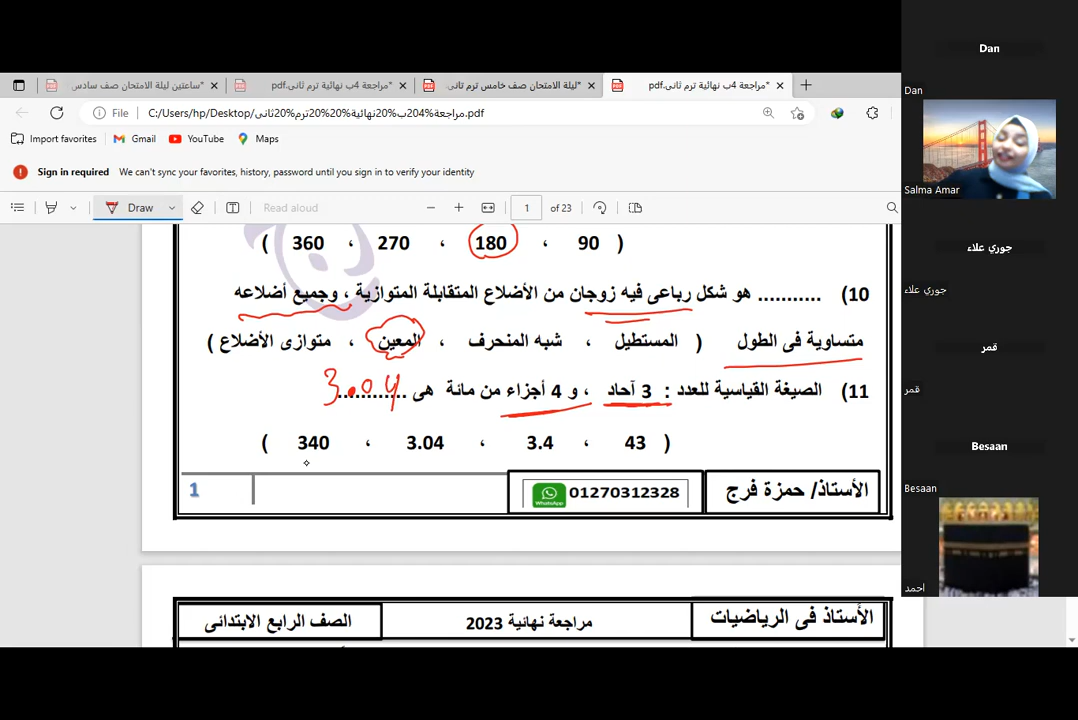 Dan
Dan
Salma Amar
جوري علاء
جوري علاء
قمر
قمر
Besaan
Besaan
أحمد
*ساعتين ليلة الامتحان صف سادس
*مراجعة 4ب نهائية ترم ثانى.pdf
*ليلة الامتحان صف خامس ترم ثانى.
*مراجعة 4ب نهائية ترم ثانى.pdf
File C:/Users/hp/Desktop/مراجعة%204ب%20نهائية%20%20ترم%20ثانى.pdf
Import favorites Gmail YouTube Maps
Sign in required We can't sync your favorites, history, password until you sign in to verify your identity
Draw Read aloud 1 of 23
( 90 ، 180 ، 270 ، 360 )
10) ........... هو شكل رباعى فيه زوجان من الأضلاع المتقابلة المتوازية ، وجميع أضلاعه
متساوية فى الطول ( المستطيل ، شبه المنحرف ، المعين ، متوازى الأضلاع )
11) الصيغة القياسية للعدد : 3 آحاد ، و 4 أجزاء من مائة هى ............
3.04
( 43 ، 3.4 ، 3.04 ، 340 )
الأستاذ/ حمزة فرج WhatsApp 01270312328 1
الأستاذ فى الرياضيات مراجعة نهائية 2023 الصف الرابع الابتدائى